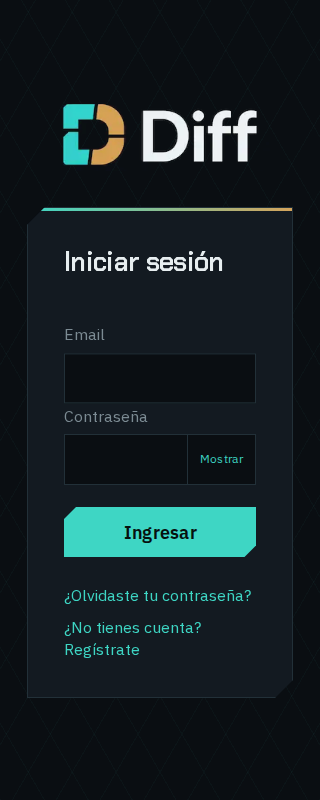 Diff
Iniciar sesión
Email
Contraseña
Mostrar
Ingresar
¿Olvidaste tu contraseña?
¿No tienes cuenta?
Regístrate